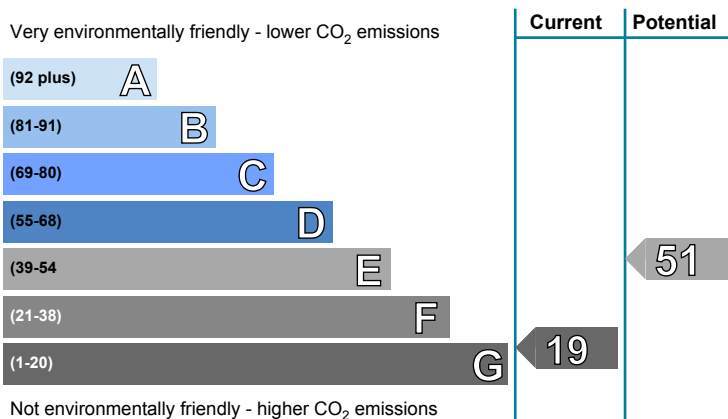 Very environmentally friendly - lower CO₂ emissions
Current
Potential
(92 plus) A
(81-91) B
(69-80) C
(55-68) D
(39-54 E
51
(21-38) F
(1-20) G
19
Not environmentally friendly - higher CO₂ emissions